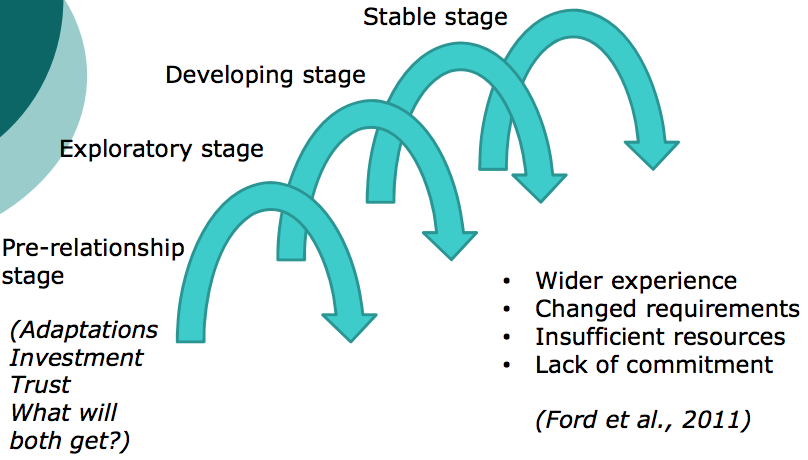 Stable stage
Developing stage
Exploratory stage
Pre-relationship
stage
(Adaptations
Investment
Trust
What will
both get?)
• Wider experience
• Changed requirements
• Insufficient resources
• Lack of commitment
(Ford et al., 2011)